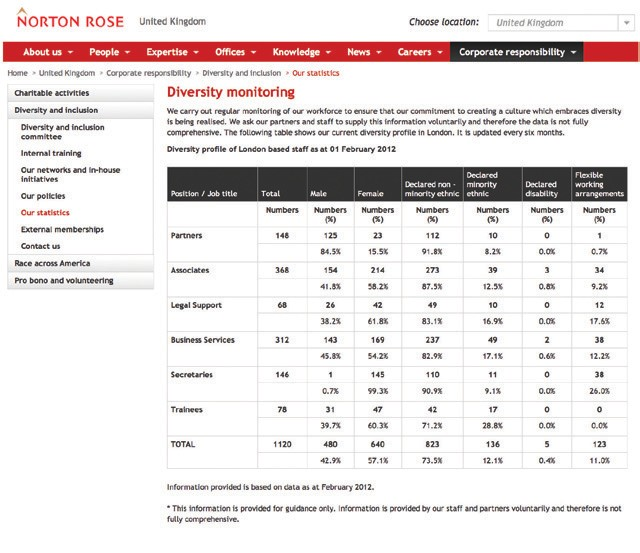 NORTON ROSE United Kingdom Choose location: United Kingdom
About us People Expertise Offices Knowledge News Careers Corporate responsibility
Home > United Kingdom > Corporate responsibility > Diversity and inclusion > Our statistics
Charitable activities
Diversity and inclusion
Diversity and inclusion
committee
Internal training
Our networks and in-house
initiatives
Our policies
Our statistics
External memberships
Contact us
Race across America
Pro bono and volunteering
Diversity monitoring
We carry out regular monitoring of our workforce to ensure that our commitment to creating a culture which embraces diversity
is being realised. We ask our partners and staff to supply this information voluntarily and therefore the data is not fully
comprehensive. The following table shows our current diversity profile in London. It is updated every six months.
Diversity profile of London based staff as at 01 February 2012
Position / Job title Total Male Female Declared non - minority ethnic Declared minority ethnic Declared disability Flexible working arrangements
Numbers Numbers (%) Numbers (%) Numbers (%) Numbers (%) Numbers (%) Numbers (%)
Partners 148 125 23 112 10 0 1
84.5% 15.5% 91.8% 8.2% 0.0% 0.7%
Associates 368 154 214 273 39 3 34
41.8% 58.2% 87.5% 12.5% 0.8% 9.2%
Legal Support 68 26 42 49 10 0 12
38.2% 61.8% 83.1% 16.9% 0.0% 17.6%
Business Services 312 143 169 237 49 2 38
45.8% 54.2% 82.9% 17.1% 0.6% 12.2%
Secretaries 146 1 145 110 11 0 38
0.7% 99.3% 90.9% 9.1% 0.0% 26.0%
Trainees 78 31 47 42 17 0 0
39.7% 60.3% 71.2% 28.8% 0.0% 0.0%
TOTAL 1120 480 640 823 136 5 123
42.9% 57.1% 73.5% 12.1% 0.4% 11.0%
Information provided is based on data as at February 2012.
* This information is provided for guidance only. Information is provided by our staff and partners voluntarily and therefore is not
fully comprehensive.